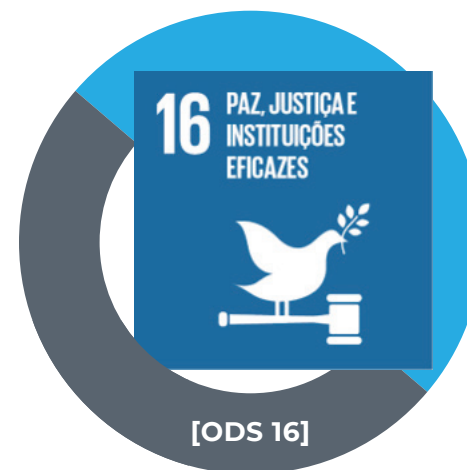 16 PAZ, JUSTIÇA E
INSTITUIÇÕES
EFICAZES
[ODS 16]